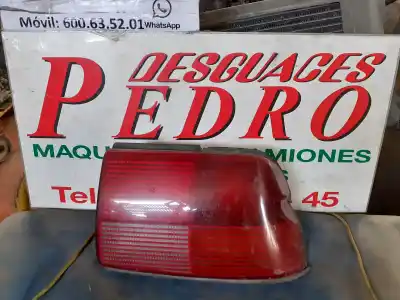 Móvil: 600.63.52.01 WhatsApp
DESGUACES
PEDRO
MAQU MIONES
Tel 45